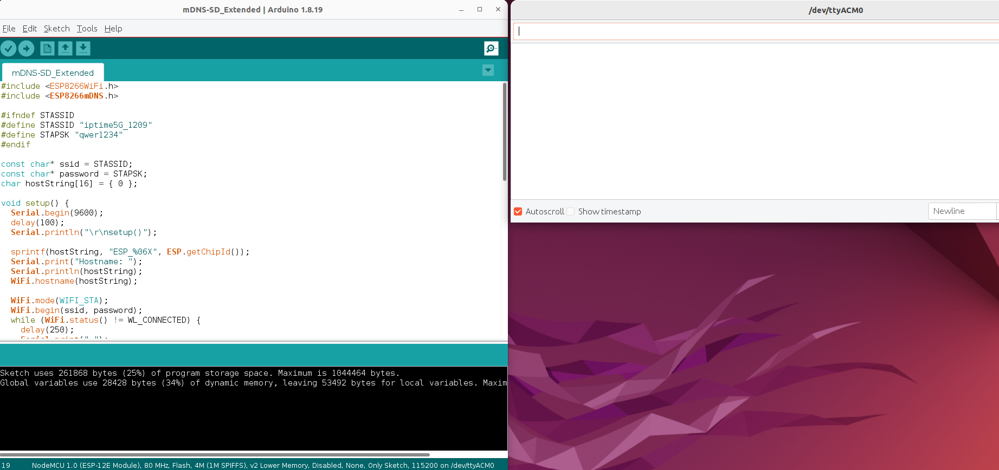 mDNS-SD_Extended | Arduino 1.8.19
File Edit Sketch Tools Help
mDNS-SD_Extended
#include <ESP8266WiFi.h>
#include <ESP8266mDNS.h>
#ifndef STASSID
#define STASSID "iptime5G_1209"
#define STAPSK "qwer1234"
#endif
const char* ssid = STASSID;
const char* password = STAPSK;
char hostString[16] = { 0 };
void setup() {
Serial.begin(9600);
delay(100);
Serial.println("\r\nsetup()");
sprintf(hostString, "ESP_%06X", ESP.getChipId());
Serial.print("Hostname: ");
Serial.println(hostString);
WiFi.hostname(hostString);
WiFi.mode(WIFI_STA);
WiFi.begin(ssid, password);
while (WiFi.status() != WL_CONNECTED) {
delay(250);
Sketch uses 261868 bytes (25%) of program storage space. Maximum is 1044464 bytes.
Global variables use 28428 bytes (34%) of dynamic memory, leaving 53492 bytes for local variables. Maxim
19 NodeMCU 1.0 (ESP-12E Module), 80 MHz, Flash, 4M (1M SPIFFS), v2 Lower Memory, Disabled, None, Only Sketch, 115200 on /dev/ttyACM0
/dev/ttyACM0
Autoscroll Show timestamp
Newline